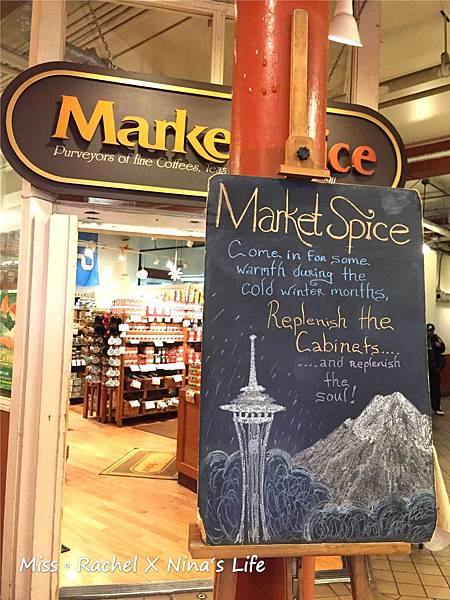 Marke ice
Purveyors of fine Coffees, Teas
Market Spice
Come in for some
warmth during the
cold winter months,
Replenish the
Cabinets....
....and replenish
the
soul!
Miss。Rachel X Nina's Life